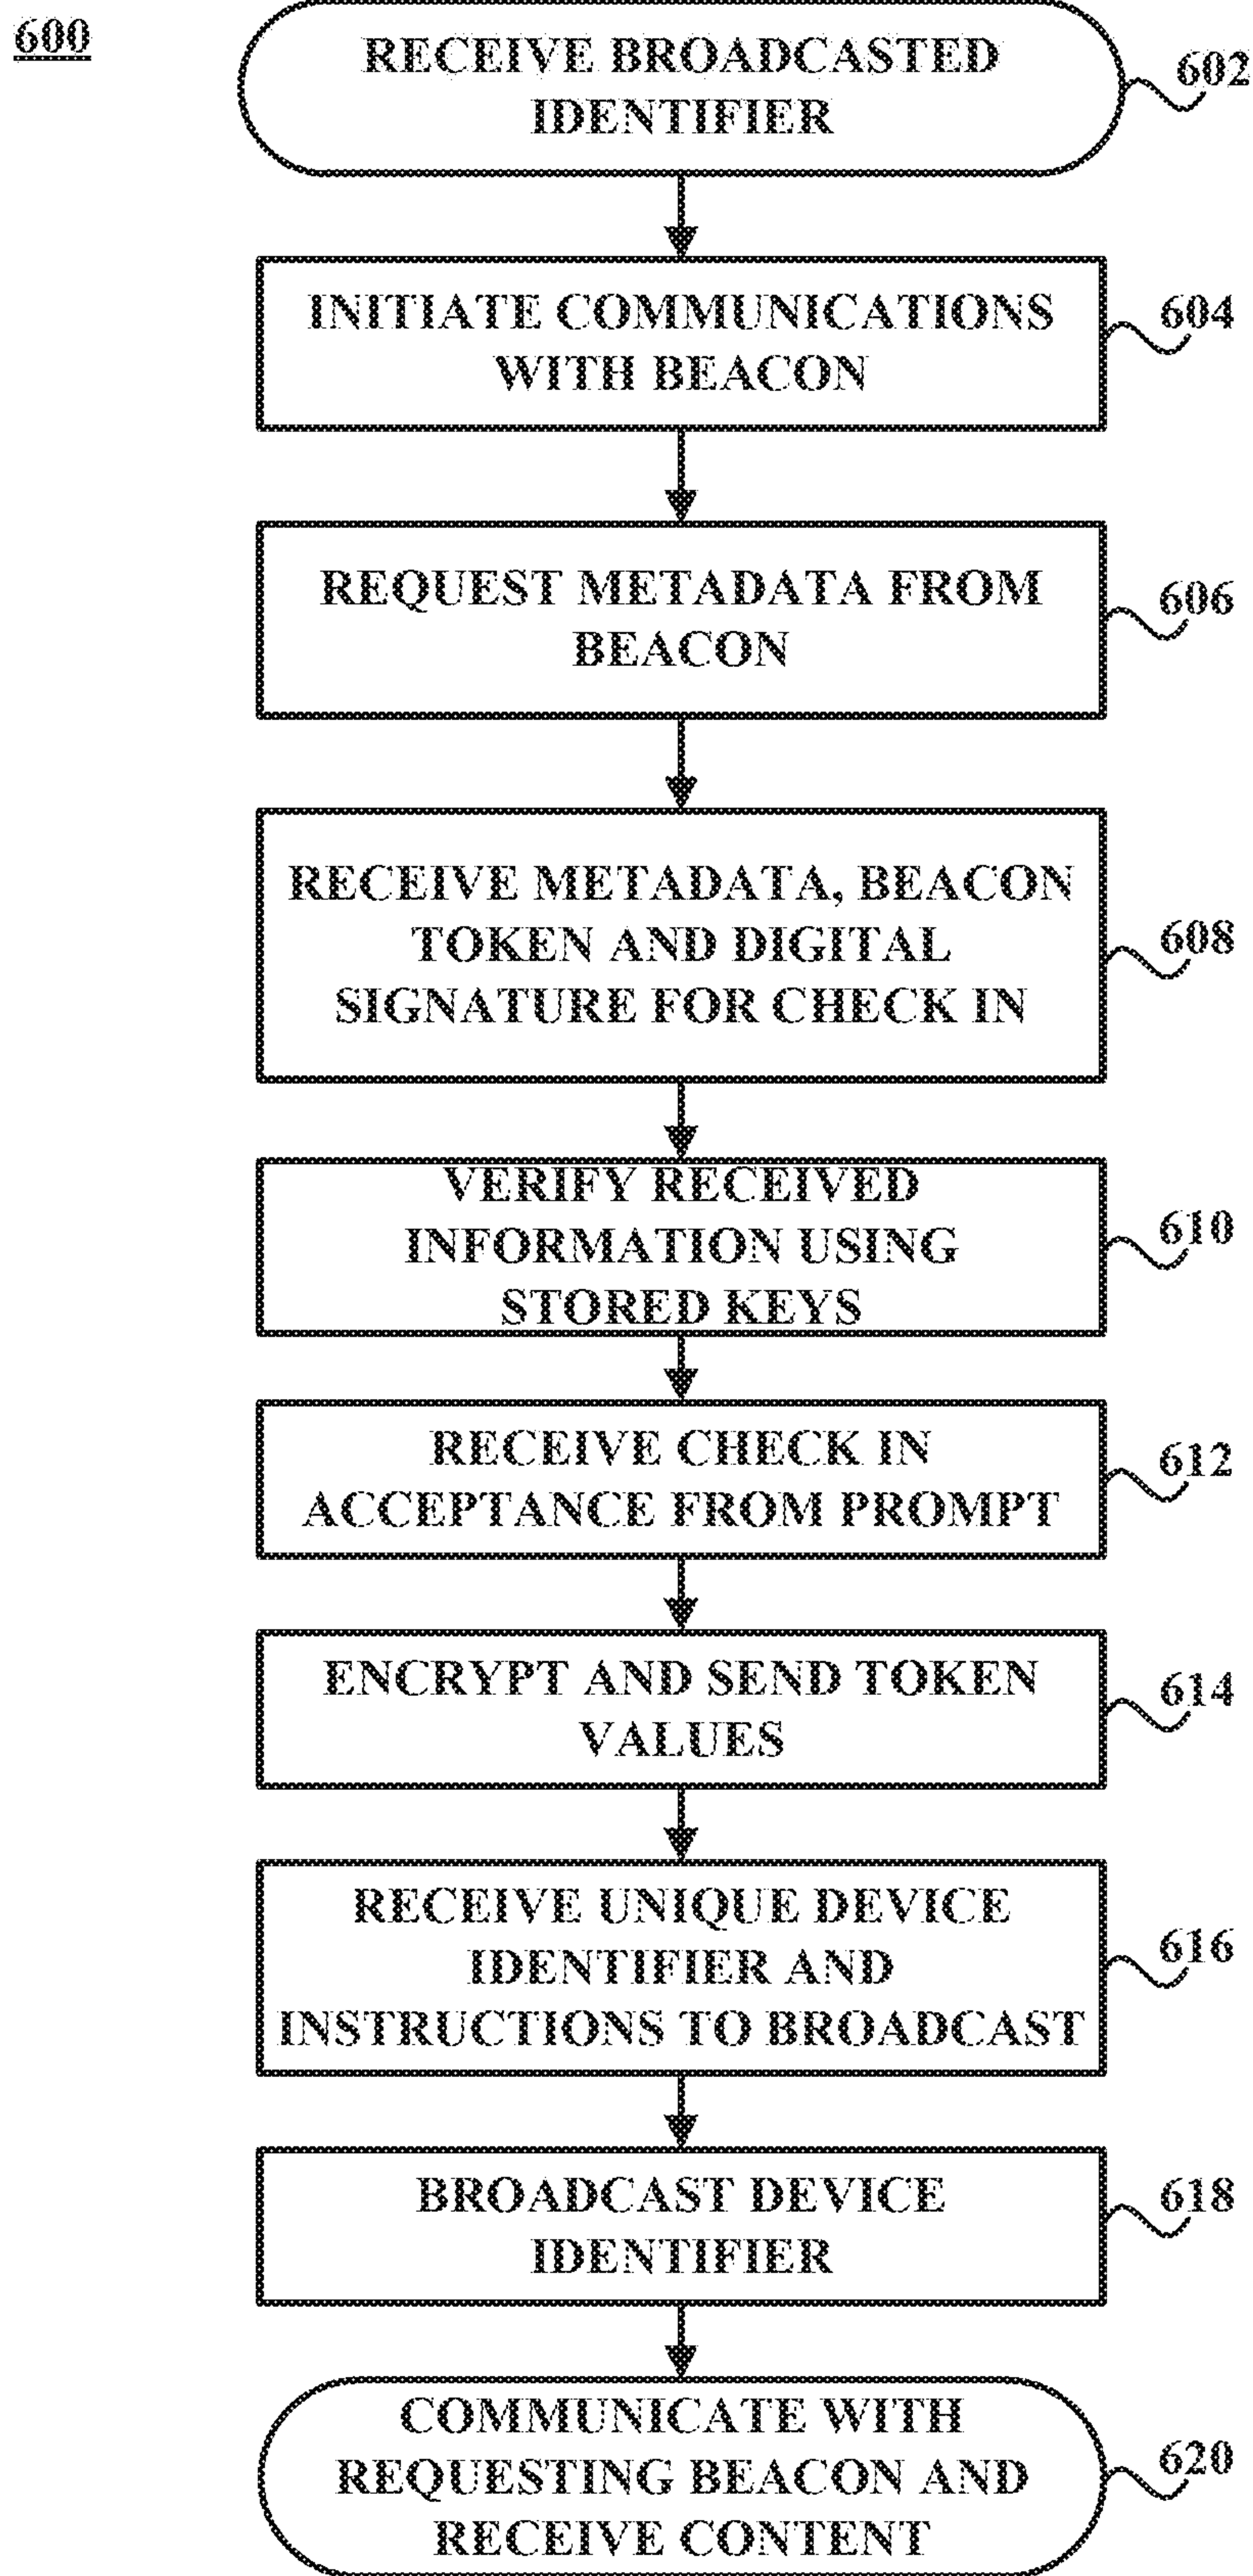 600
RECEIVE BROADCASTED
IDENTIFIER
602
INITIATE COMMUNICATIONS
WITH BEACON
604
REQUEST METADATA FROM
BEACON
606
RECEIVE METADATA, BEACON
TOKEN AND DIGITAL
SIGNATURE FOR CHECK IN
608
VERIFY RECEIVED
INFORMATION USING
STORED KEYS
610
RECEIVE CHECK IN
ACCEPTANCE FROM PROMPT
612
ENCRYPT AND SEND TOKEN
VALUES
614
RECEIVE UNIQUE DEVICE
IDENTIFIER AND
INSTRUCTIONS TO BROADCAST
616
BROADCAST DEVICE
IDENTIFIER
618
COMMUNICATE WITH
REQUESTING BEACON AND
RECEIVE CONTENT
620